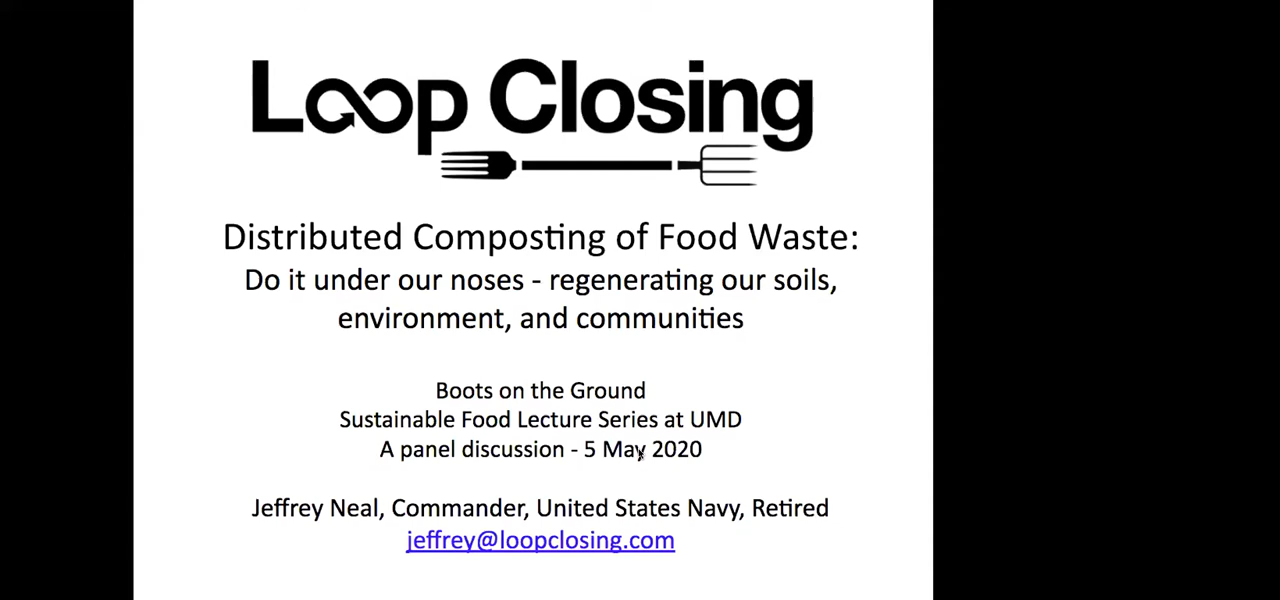 Loop Closing
Distributed Composting of Food Waste:
Do it under our noses - regenerating our soils,
environment, and communities
Boots on the Ground
Sustainable Food Lecture Series at UMD
A panel discussion - 5 May 2020
Jeffrey Neal, Commander, United States Navy, Retired
jeffrey@loopclosing.com